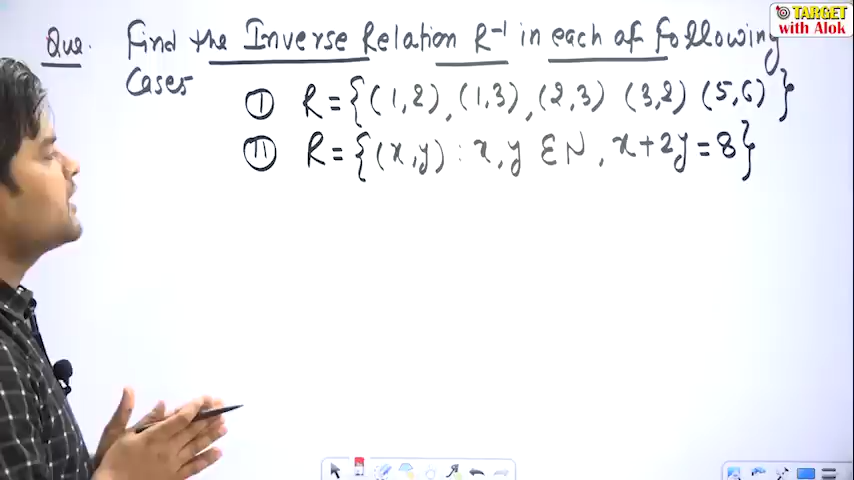 TARGET
with Alok
Que. Find the Inverse Relation R⁻¹ in each of following
Cases
I R = {(1,2), (1,3), (2,3) (3,2) (5,6)}
II R = {(x,y) : x,y ∈ N, x+2y=8}